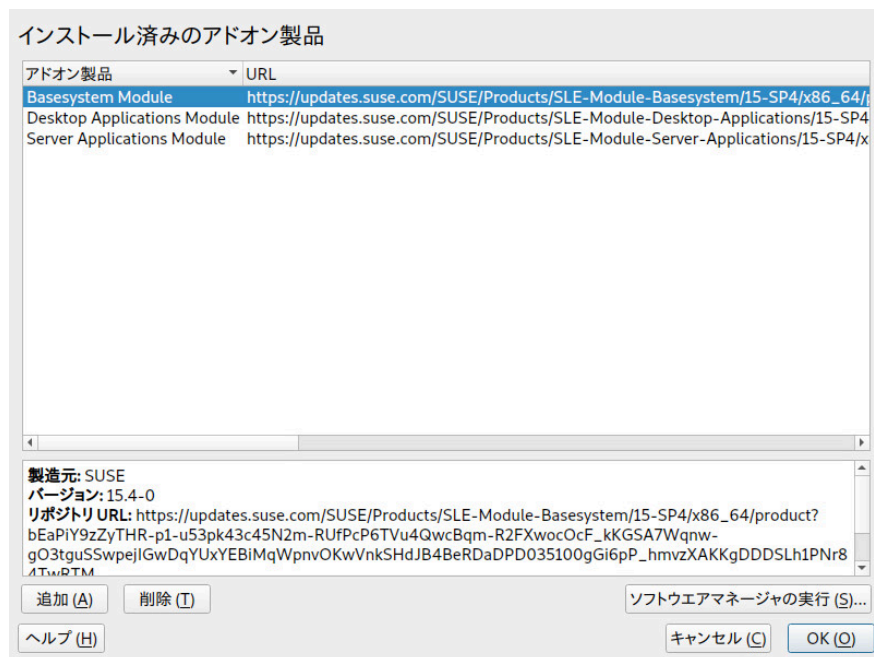 インストール済みのアドオン製品
アドオン製品 URL
Basesystem Module https://updates.suse.com/SUSE/Products/SLE-Module-Basesystem/15-SP4/x86_64/
Desktop Applications Module https://updates.suse.com/SUSE/Products/SLE-Module-Desktop-Applications/15-SP4
Server Applications Module https://updates.suse.com/SUSE/Products/SLE-Module-Server-Applications/15-SP4/x
製造元: SUSE
バージョン: 15.4-0
リポジトリ URL: https://updates.suse.com/SUSE/Products/SLE-Module-Basesystem/15-SP4/x86_64/product?
bEaPiY9zZyTHR-p1-u53pk43c45N2m-RUfPcP6TVu4QwcBqm-R2FXwocOcF_kKGSA7Wqnw-
gO3tguSSwpejIGwDqYUxYEBiMqWpnvOKwVnkSHdJB4BeRDaDPD035100gGi6pP_hmvzXAKKgDDDSLh1PNr8
4TwRTM
追加 (A) 削除 (T) ソフトウエアマネージャの実行 (S)...
ヘルプ (H) キャンセル (C) OK (O)